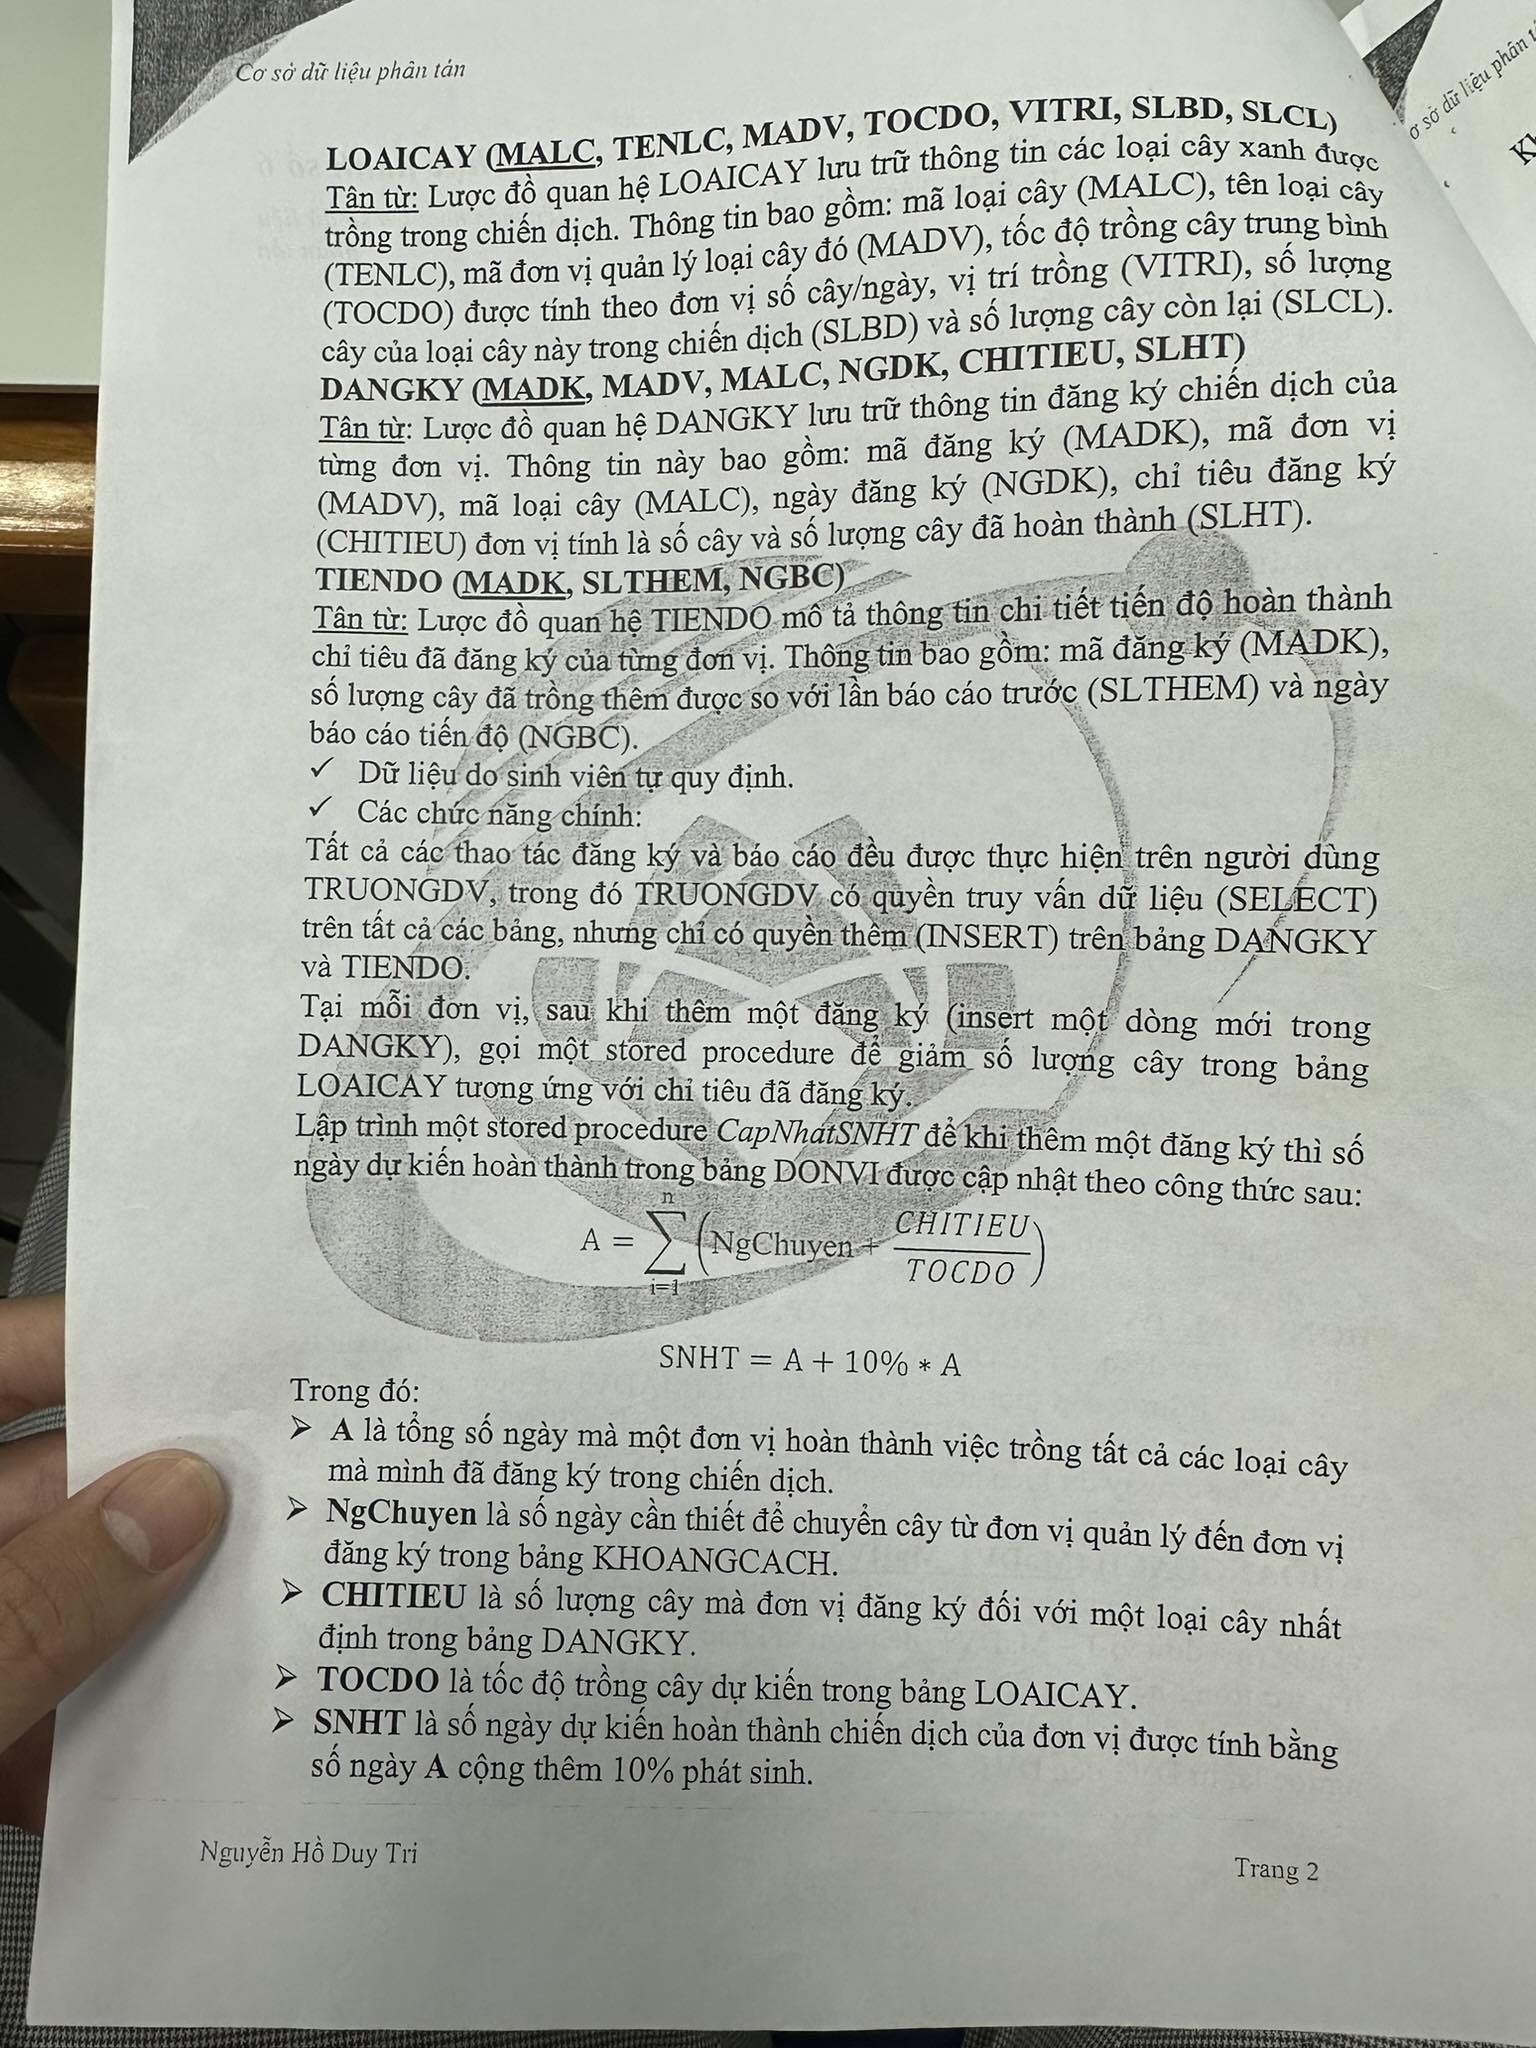 Cơ sở dữ liệu phân tán
LOAICAY (MALC, TENLC, MADV, TOCDO, VITRI, SLBD, SLCL)
Tân từ: Lược đồ quan hệ LOAICAY lưu trữ thông tin các loại cây xanh được
trồng trong chiến dịch. Thông tin bao gồm: mã loại cây (MALC), tên loại cây
(TENLC), mã đơn vị quản lý loại cây đó (MADV), tốc độ trồng cây trung bình
(TOCDO) được tính theo đơn vị số cây/ngày, vị trí trồng (VITRI), số lượng
cây của loại cây này trong chiến dịch (SLBD) và số lượng cây còn lại (SLCL).
DANGKY (MADK, MADV, MALC, NGDK, CHITIEU, SLHT)
Tân từ: Lược đồ quan hệ DANGKY lưu trữ thông tin đăng ký chiến dịch của
từng đơn vị. Thông tin này bao gồm: mã đăng ký (MADK), mã đơn vị
(MADV), mã loại cây (MALC), ngày đăng ký (NGDK), chỉ tiêu đăng ký
(CHITIEU) đơn vị tính là số cây và số lượng cây đã hoàn thành (SLHT).
TIENDO (MADK, SLTHEM, NGBC)
Tân từ: Lược đồ quan hệ TIENDO mô tả thông tin chi tiết tiến độ hoàn thành
chỉ tiêu đã đăng ký của từng đơn vị. Thông tin bao gồm: mã đăng ký (MADK),
số lượng cây đã trồng thêm được so với lần báo cáo trước (SLTHEM) và ngày
báo cáo tiến độ (NGBC).
✓ Dữ liệu do sinh viên tự quy định.
✓ Các chức năng chính:
Tất cả các thao tác đăng ký và báo cáo đều được thực hiện trên người dùng
TRUONGDV, trong đó TRUONGDV có quyền truy vấn dữ liệu (SELECT)
trên tất cả các bảng, nhưng chỉ có quyền thêm (INSERT) trên bảng DANGKY
và TIENDO.
Tại mỗi đơn vị, sau khi thêm một đăng ký (insert một dòng mới trong
DANGKY), gọi một stored procedure để giảm số lượng cây trong bảng
LOAICAY tương ứng với chỉ tiêu đã đăng ký.
Lập trình một stored procedure CapNhatSNHT để khi thêm một đăng ký thì số
ngày dự kiến hoàn thành trong bảng DONVI được cập nhật theo công thức sau:
A = ∑ᵢ₌₁ⁿ (NgChuyen + CHITIEU / TOCDO)
SNHT = A + 10% * A
Trong đó:
➤ A là tổng số ngày mà một đơn vị hoàn thành việc trồng tất cả các loại cây
mà mình đã đăng ký trong chiến dịch.
➤ NgChuyen là số ngày cần thiết để chuyển cây từ đơn vị quản lý đến đơn vị
đăng ký trong bảng KHOANGCACH.
➤ CHITIEU là số lượng cây mà đơn vị đăng ký đối với một loại cây nhất
định trong bảng DANGKY.
➤ TOCDO là tốc độ trồng cây dự kiến trong bảng LOAICAY.
➤ SNHT là số ngày dự kiến hoàn thành chiến dịch của đơn vị được tính bằng
số ngày A cộng thêm 10% phát sinh.
Nguyễn Hồ Duy Tri
Trang 2
ơ sở dữ liệu phân